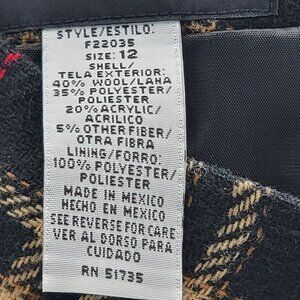 STYLE/ESTILO:
F22035
SIZE: 12
SHELL/
TELA EXTERIOR:
40% WOOL/LANA
35% POLYESTER/
POLIESTER
20% ACRYLIC/
ACRILICO
5% OTHER FIBER/
OTRA FIBRA
LINING/FORRO:
100% POLYESTER/
POLIESTER
MADE IN MEXICO
HECHO EN MEXICO
SEE REVERSE FOR CARE
VER AL DORSO PARA
CUIDADO
RN 51735